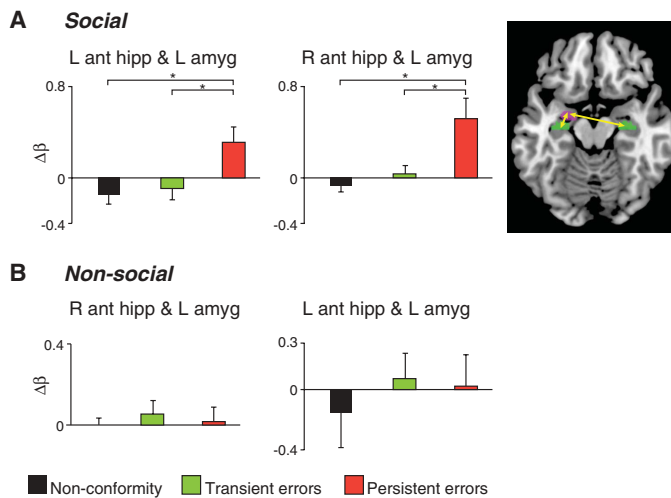 A Social
L ant hipp & L amyg
R ant hipp & L amyg
*
*
*
*
0.8
0
-0.4
Δβ
0.8
0
-0.4
B Non-social
R ant hipp & L amyg
L ant hipp & L amyg
0.4
0
Δβ
0.3
0
-0.4
Non-conformity Transient errors Persistent errors